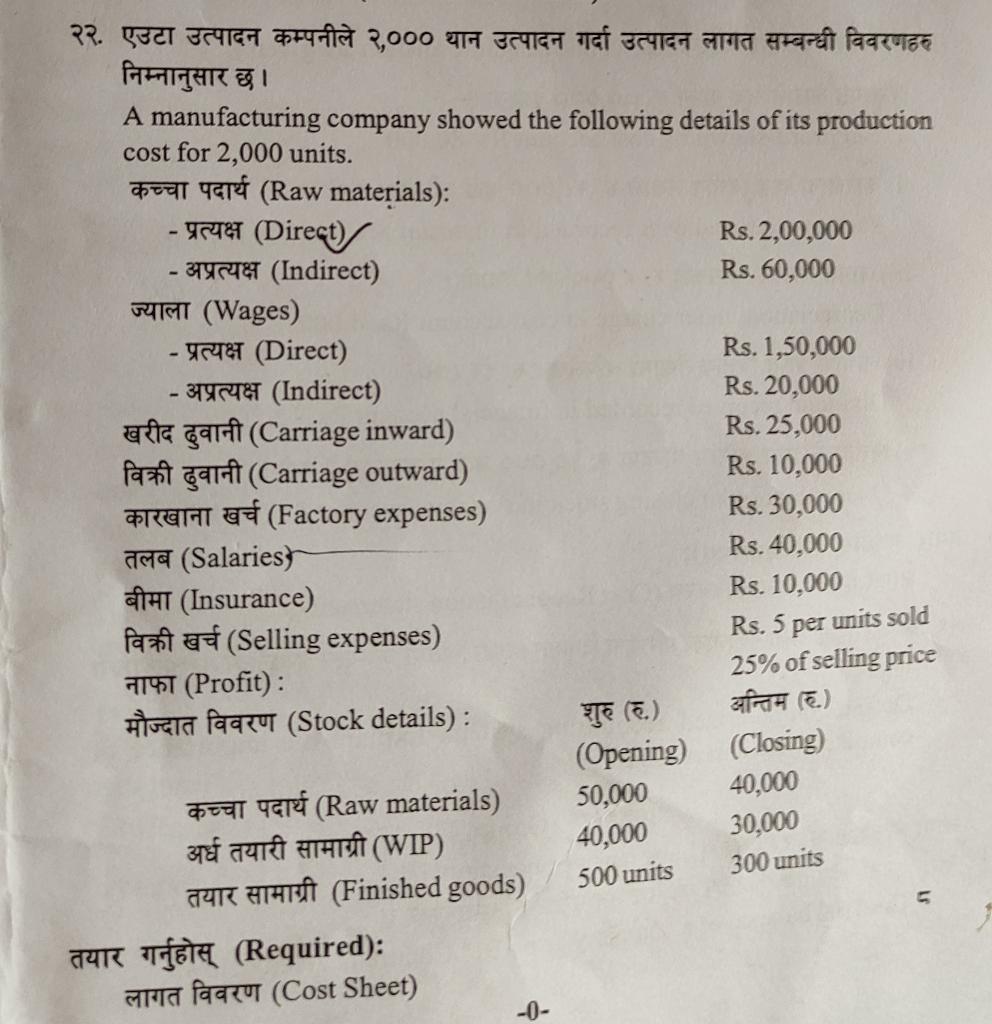 २२. एउटा उत्पादन कम्पनीले २,००० थान उत्पादन गर्दा उत्पादन लागत सम्बन्धी विवरणहरु
निम्नानुसार छ।
A manufacturing company showed the following details of its production
cost for 2,000 units.
कच्चा पदार्थ (Raw materials):
- प्रत्यक्ष (Direct) Rs. 2,00,000
- अप्रत्यक्ष (Indirect) Rs. 60,000
ज्याला (Wages)
- प्रत्यक्ष (Direct) Rs. 1,50,000
- अप्रत्यक्ष (Indirect) Rs. 20,000
खरीद ढुवानी (Carriage inward) Rs. 25,000
विक्री ढुवानी (Carriage outward) Rs. 10,000
कारखाना खर्च (Factory expenses) Rs. 30,000
तलब (Salaries) Rs. 40,000
बीमा (Insurance) Rs. 10,000
विक्री खर्च (Selling expenses) Rs. 5 per units sold
नाफा (Profit) : 25% of selling price
मौज्दात विवरण (Stock details) : शुरु (रु.) अन्तिम (रु.)
(Opening) (Closing)
कच्चा पदार्थ (Raw materials) 50,000 40,000
अर्ध तयारी सामाग्री (WIP) 40,000 30,000
तयार सामाग्री (Finished goods) 500 units 300 units
८
तयार गर्नुहोस् (Required):
लागत विवरण (Cost Sheet)
-0-